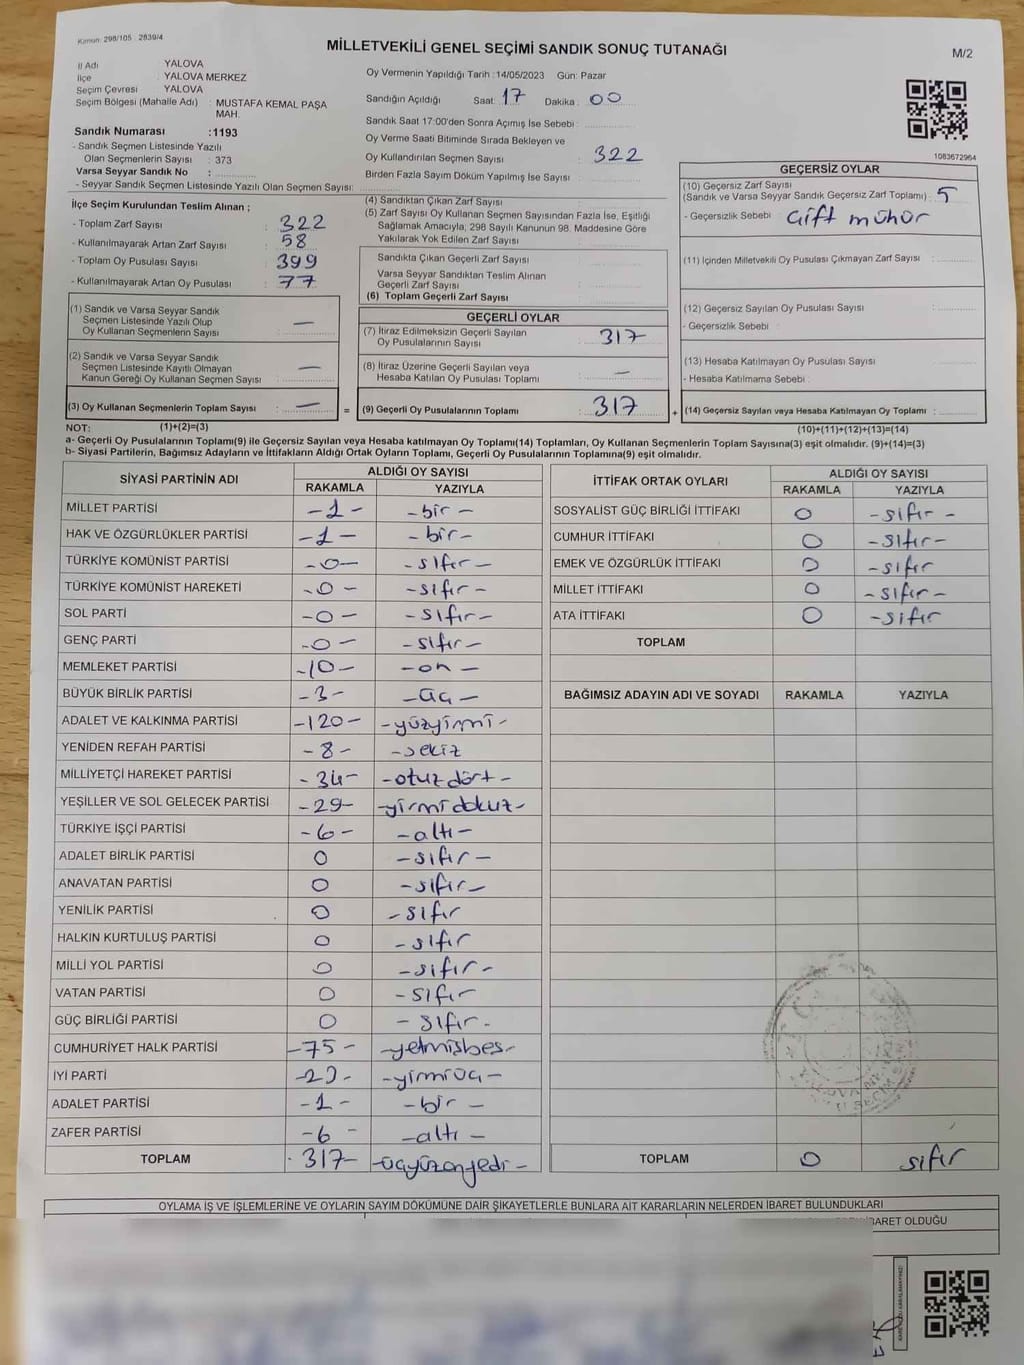 Kanun: 298/105 2839/4
MİLLETVEKİLİ GENEL SEÇİMİ SANDIK SONUÇ TUTANAĞI
M/2
İl Adı YALOVA
İlçe YALOVA MERKEZ
Seçim Çevresi YALOVA
Seçim Bölgesi (Mahalle Adı) : MUSTAFA KEMAL PAŞA
MAH.
Sandık Numarası :1193
- Sandık Seçmen Listesinde Yazılı
Olan Seçmenlerin Sayısı : 373
Varsa Seyyar Sandık No :
- Seyyar Sandık Seçmen Listesinde Yazılı Olan Seçmen Sayısı:
Oy Vermenin Yapıldığı Tarih :14/05/2023 Gün: Pazar
Sandığın Açıldığı Saat: 17 Dakika : 00
Sandık Saat 17:00'den Sonra Açımış İse Sebebi :
Oy Verme Saati Bitiminde Sırada Bekleyen ve
Oy Kullandırılan Seçmen Sayısı : 322
Birden Fazla Sayım Döküm Yapılmış İse Sayısı :
1083672964
İlçe Seçim Kurulundan Teslim Alınan ;
- Toplam Zarf Sayısı : 322
- Kullanılmayarak Artan Zarf Sayısı : 58
- Toplam Oy Pusulası Sayısı : 399
- Kullanılmayarak Artan Oy Pusulası : 77
(4) Sandıktan Çıkan Zarf Sayısı :
(5) Zarf Sayısı Oy Kullanan Seçmen Sayısından Fazla İse, Eşitliği
Sağlamak Amacıyla, 298 Sayılı Kanunun 98. Maddesine Göre
Yakılarak Yok Edilen Zarf Sayısı :
Sandıkta Çıkan Geçerli Zarf Sayısı :
Varsa Seyyar Sandıktan Teslim Alınan
Geçerli Zarf Sayısı :
(6) Toplam Geçerli Zarf Sayısı :
GEÇERSİZ OYLAR
(10) Geçersiz Zarf Sayısı
(Sandık ve Varsa Seyyar Sandık Geçersiz Zarf Toplamı) : 5
- Geçersizlik Sebebi : Çift mühür
(11) İçinden Milletvekili Oy Pusulası Çıkmayan Zarf Sayısı :
(12) Geçersiz Sayılan Oy Pusulası Sayısı :
- Geçersizlik Sebebi :
(13) Hesaba Katılmayan Oy Pusulası Sayısı :
- Hesaba Katılmama Sebebi :
(14) Geçersiz Sayılan veya Hesaba Katılmayan Oy Toplamı :
(10)+(11)+(12)+(13)=(14)
(1) Sandık ve Varsa Seyyar Sandık
Seçmen Listesinde Yazılı Olup
Oy Kullanan Seçmenlerin Sayısı : —
(2) Sandık ve Varsa Seyyar Sandık
Seçmen Listesinde Kayıtlı Olmayan
Kanun Gereği Oy Kullanan Seçmen Sayısı : —
(3) Oy Kullanan Seçmenlerin Toplam Sayısı : — =
GEÇERLİ OYLAR
(7) İtiraz Edilmeksizin Geçerli Sayılan
Oy Pusulalarının Sayısı : 317
(8) İtiraz Üzerine Geçerli Sayılan veya
Hesaba Katılan Oy Pusulası Toplamı : —
(9) Geçerli Oy Pusulalarının Toplamı : 317 +
NOT: (1)+(2)=(3)
a- Geçerli Oy Pusulalarının Toplamı(9) ile Geçersiz Sayılan veya Hesaba katılmayan Oy Toplamı(14) Toplamları, Oy Kullanan Seçmenlerin Toplam Sayısına(3) eşit olmalıdır. (9)+(14)=(3)
b- Siyasi Partilerin, Bağımsız Adayların ve İttifakların Aldığı Ortak Oyların Toplamı, Geçerli Oy Pusulalarının Toplamına(9) eşit olmalıdır.
SİYASİ PARTİNİN ADI ALDIĞI OY SAYISI
RAKAMLA YAZIYLA
MİLLET PARTİSİ -1- -bir-
HAK VE ÖZGÜRLÜKLER PARTİSİ -1- -bir-
TÜRKİYE KOMÜNİST PARTİSİ -0- -sıfır-
TÜRKİYE KOMÜNİST HAREKETİ -0- -sıfır-
SOL PARTİ -0- -sıfır-
GENÇ PARTİ -0- -sıfır-
MEMLEKET PARTİSİ -10- -on-
BÜYÜK BİRLİK PARTİSİ -3- -üç-
ADALET VE KALKINMA PARTİSİ -120- -yüzyirmi-
YENİDEN REFAH PARTİSİ -8- -sekiz
MİLLİYETÇİ HAREKET PARTİSİ -34- -otuzdört-
YEŞİLLER VE SOL GELECEK PARTİSİ -29- -yirmidokuz-
TÜRKİYE İŞÇİ PARTİSİ -6- -altı-
ADALET BİRLİK PARTİSİ 0 -sıfır-
ANAVATAN PARTİSİ 0 -sıfır-
YENİLİK PARTİSİ 0 -sıfır
HALKIN KURTULUŞ PARTİSİ 0 -sıfır
MİLLİ YOL PARTİSİ 0 -sıfır-
VATAN PARTİSİ 0 -sıfır-
GÜÇ BİRLİĞİ PARTİSİ 0 -sıfır-
CUMHURİYET HALK PARTİSİ -75- -yetmişbes-
İYİ PARTİ -23- -yirmiüç-
ADALET PARTİSİ -1- -bir-
ZAFER PARTİSİ -6- -altı-
TOPLAM -317- -üçyüzonyedi-
İTTİFAK ORTAK OYLARI ALDIĞI OY SAYISI
RAKAMLA YAZIYLA
SOSYALİST GÜÇ BİRLİĞİ İTTİFAKI 0 -sıfır-
CUMHUR İTTİFAKI 0 -sıfır-
EMEK VE ÖZGÜRLÜK İTTİFAKI 0 -sıfır
MİLLET İTTİFAKI 0 -sıfır-
ATA İTTİFAKI 0 -sıfır
TOPLAM
BAĞIMSIZ ADAYIN ADI VE SOYADI RAKAMLA YAZIYLA
TOPLAM 0 sıfır
OYLAMA İŞ VE İŞLEMLERİNE VE OYLARIN SAYIM DÖKÜMÜNE DAİR ŞİKAYETLERLE BUNLARA AİT KARARLARIN NELERDEN İBARET BULUNDUKLARI
İBARET OLDUĞU